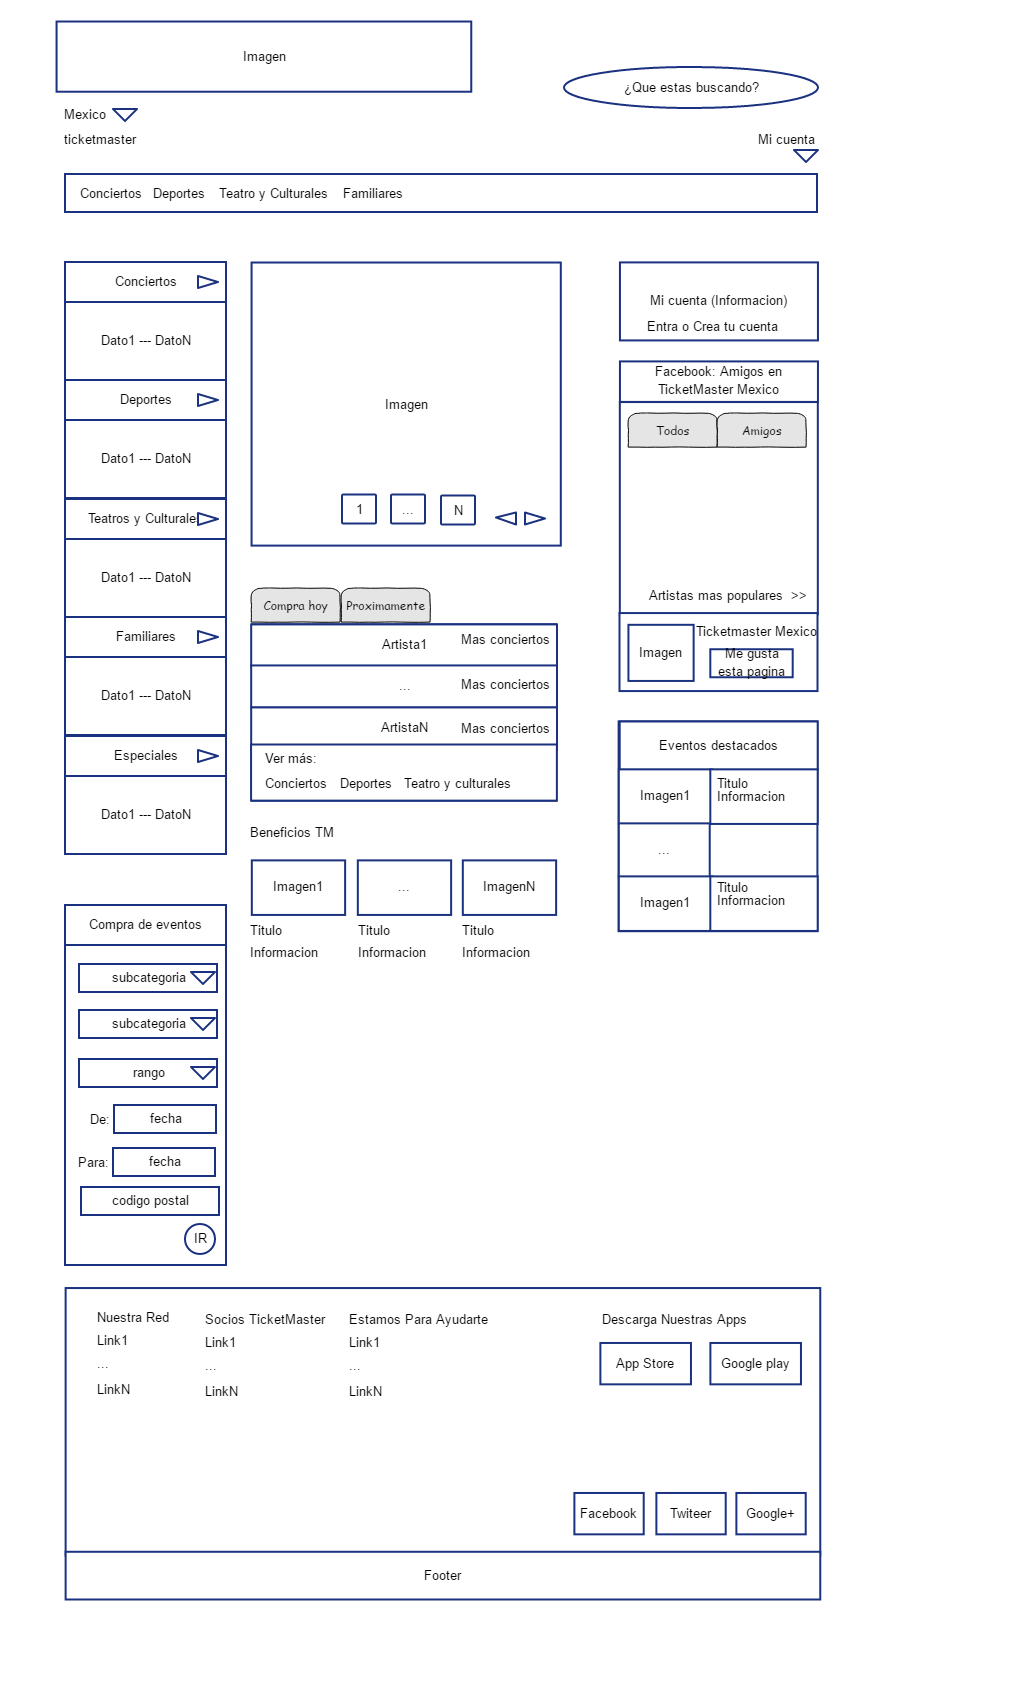 Imagen
¿Que estas buscando?
Mexico
ticketmaster
Mi cuenta
Conciertos Deportes Teatro y Culturales Familiares
Conciertos
Dato1 --- DatoN
Deportes
Dato1 --- DatoN
Teatros y Culturale
Dato1 --- DatoN
Familiares
Dato1 --- DatoN
Especiales
Dato1 --- DatoN
Compra de eventos
subcategoria
subcategoria
rango
De: fecha
Para: fecha
codigo postal
IR
Imagen
1 ... N
Compra hoy Proximamente
Artista1 Mas conciertos
... Mas conciertos
ArtistaN Mas conciertos
Ver más:
Conciertos Deportes Teatro y culturales
Beneficios TM
Imagen1 ... ImagenN
Titulo Titulo Titulo
Informacion Informacion Informacion
Mi cuenta (Informacion)
Entra o Crea tu cuenta
Facebook: Amigos en
TicketMaster Mexico
Todos Amigos
Artistas mas populares >>
Imagen
Ticketmaster Mexico
Me gusta
esta pagina
Eventos destacados
Imagen1
Titulo
Informacion
...
Imagen1
Titulo
Informacion
Nuestra Red
Link1
...
LinkN
Socios TicketMaster
Link1
...
LinkN
Estamos Para Ayudarte
Link1
...
LinkN
Descarga Nuestras Apps
App Store Google play
Facebook Twiteer Google+
Footer